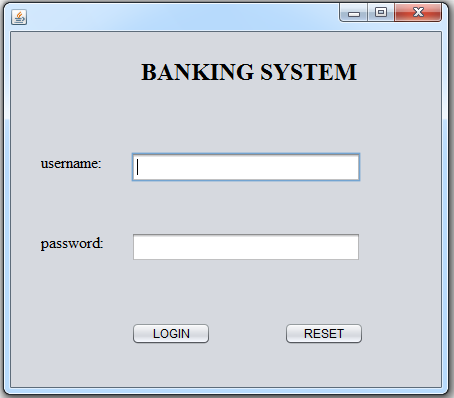 BANKING SYSTEM
username:
password:
LOGIN RESET